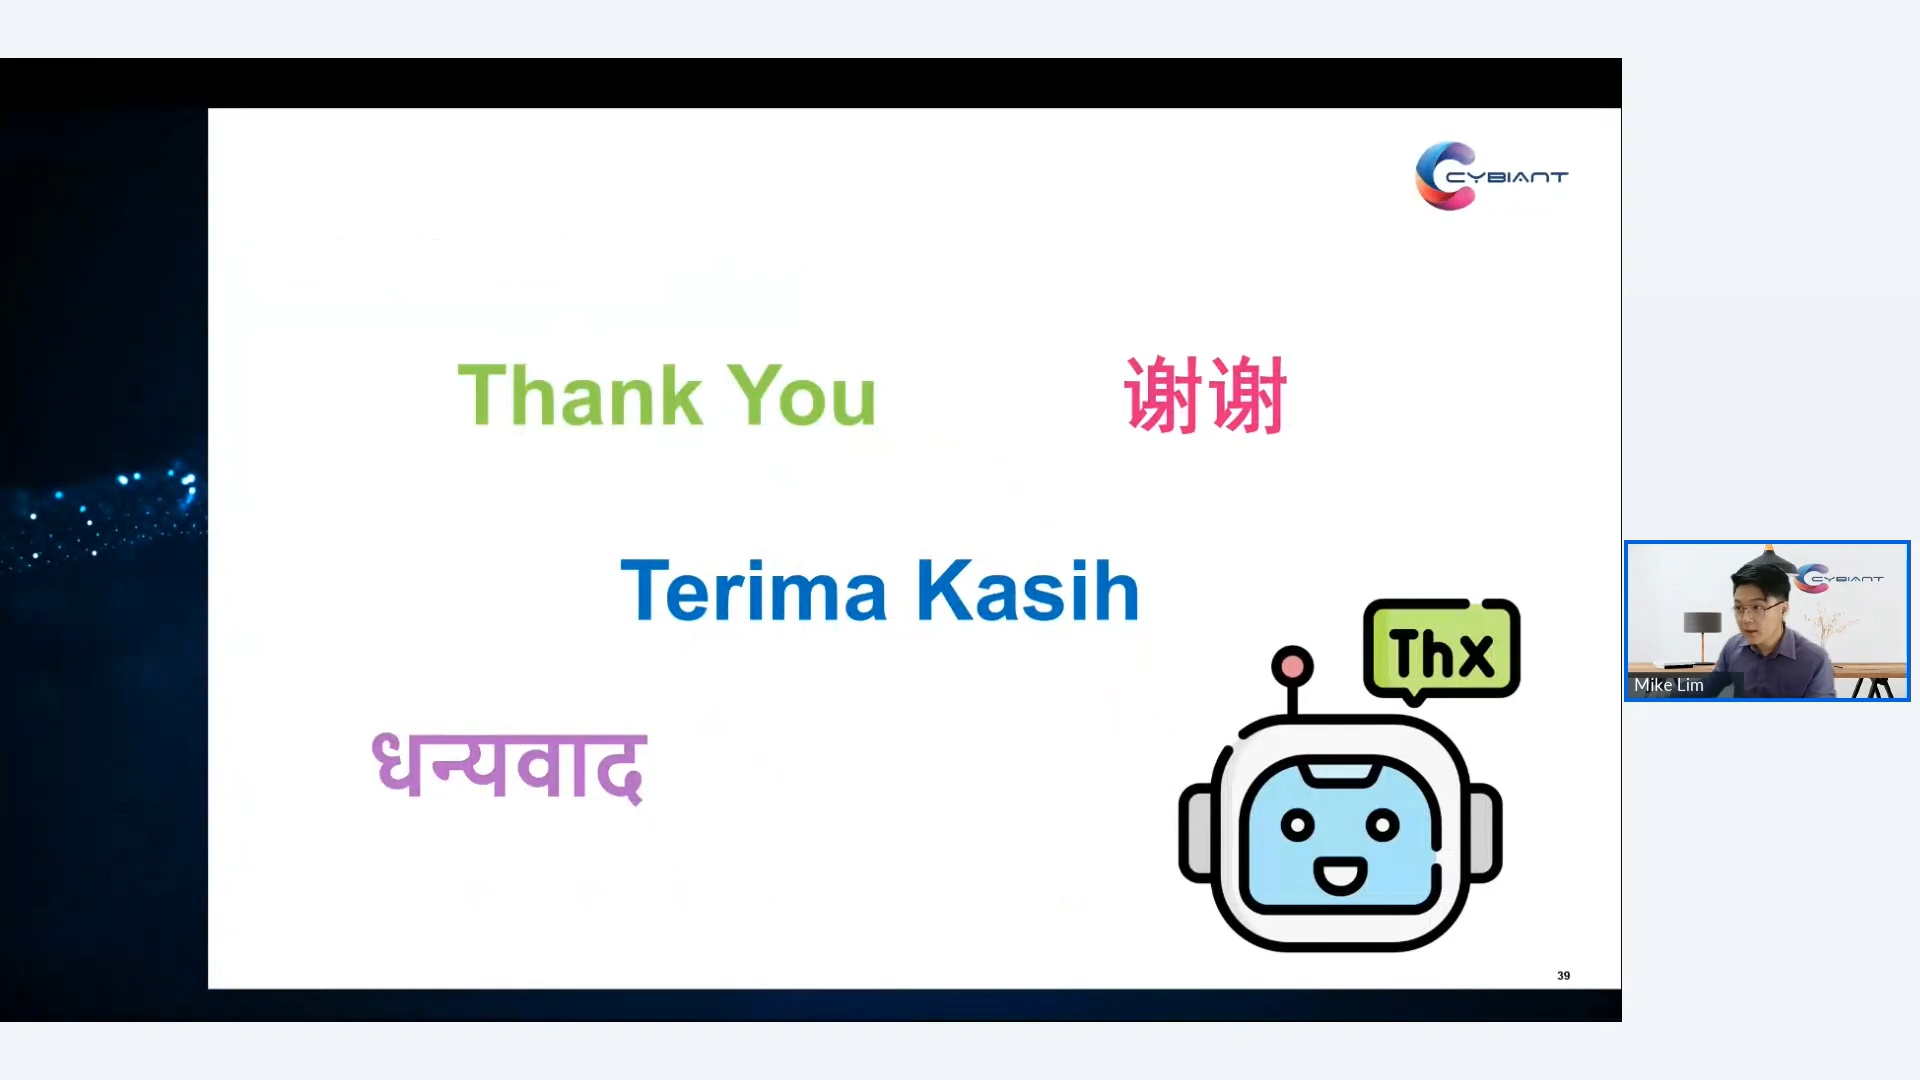 CYBIANT
Thank You
谢谢
Terima Kasih
Thx
धन्यवाद
39
CYBIANT
Mike Lim